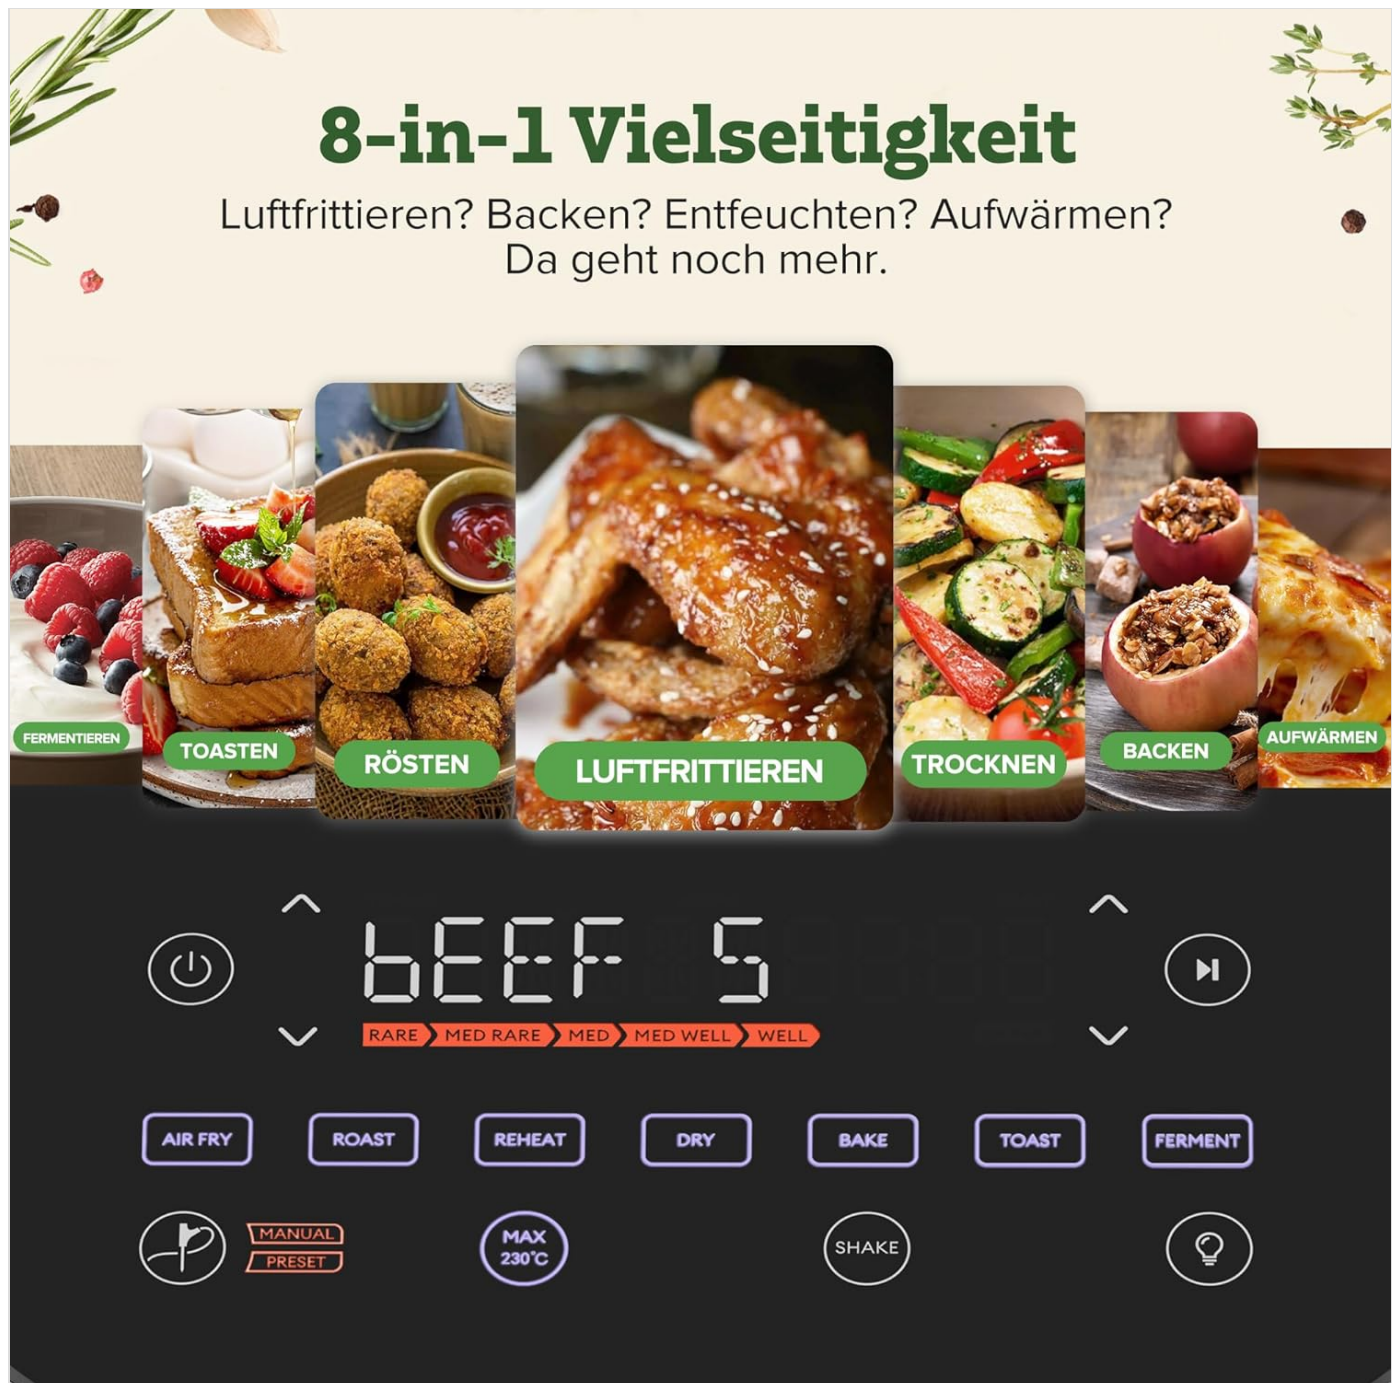 8-in-1 Vielseitigkeit
Luftfrittieren? Backen? Entfeuchten? Aufwärmen?
Da geht noch mehr.
FERMENTIEREN
TOASTEN
RÖSTEN
LUFTFRITTIEREN
TROCKNEN
BACKEN
AUFWÄRMEN
bEEF 5
RARE MED RARE MED MED WELL WELL
AIR FRY
ROAST
REHEAT
DRY
BAKE
TOAST
FERMENT
MANUAL
PRESET
MAX
230°C
SHAKE